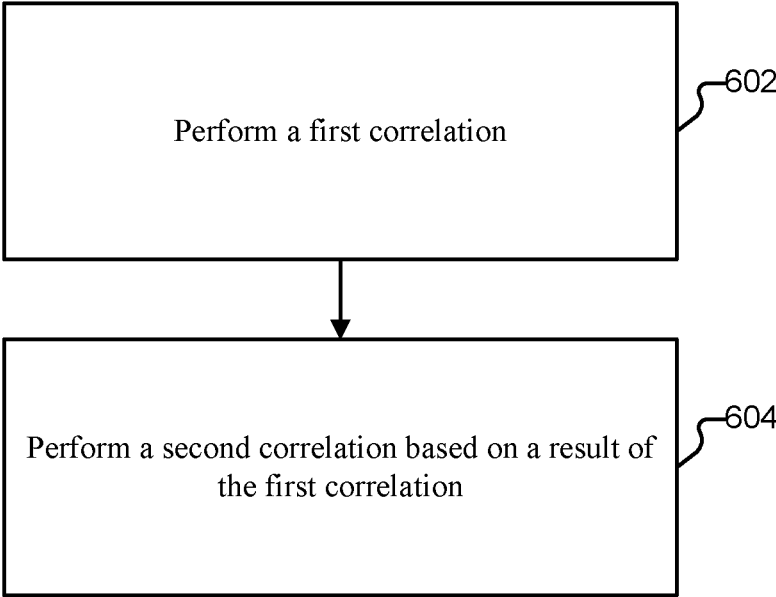 Perform a first correlation
602
Perform a second correlation based on a result of
the first correlation
604